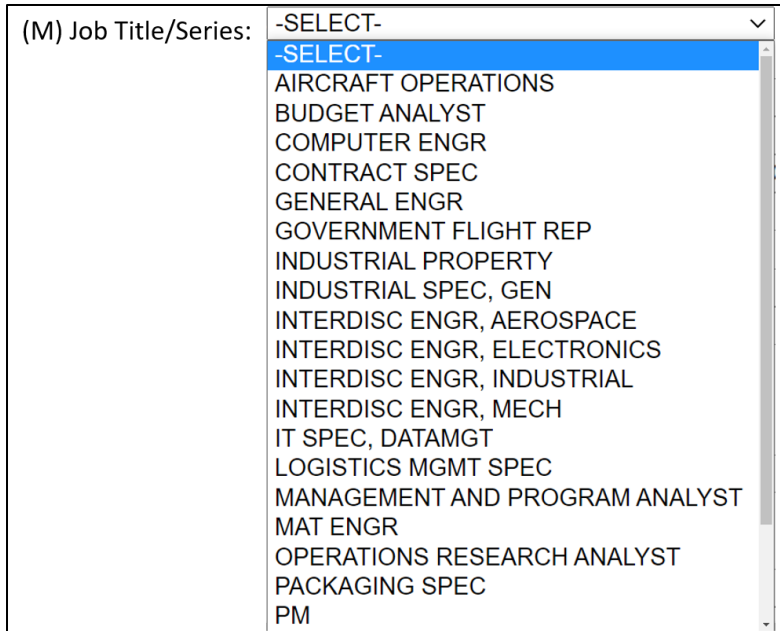 (M) Job Title/Series: -SELECT-
-SELECT-
AIRCRAFT OPERATIONS
BUDGET ANALYST
COMPUTER ENGR
CONTRACT SPEC
GENERAL ENGR
GOVERNMENT FLIGHT REP
INDUSTRIAL PROPERTY
INDUSTRIAL SPEC, GEN
INTERDISC ENGR, AEROSPACE
INTERDISC ENGR, ELECTRONICS
INTERDISC ENGR, INDUSTRIAL
INTERDISC ENGR, MECH
IT SPEC, DATAMGT
LOGISTICS MGMT SPEC
MANAGEMENT AND PROGRAM ANALYST
MAT ENGR
OPERATIONS RESEARCH ANALYST
PACKAGING SPEC
PM